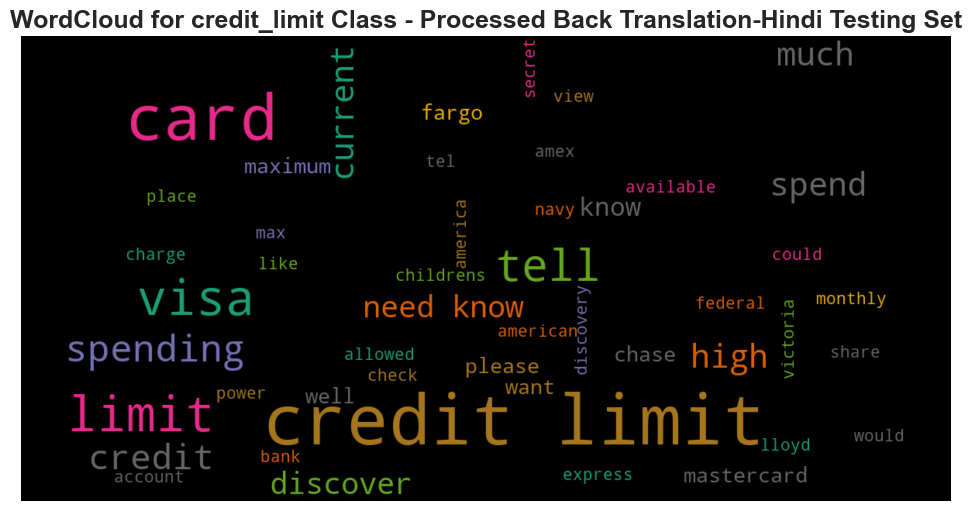 WordCloud for credit_limit Class - Processed Back Translation-Hindi Testing Set
much
secret
current
view
card
fargo
amex
tel
maximum
spend
available
place
know
navy
america
max
could
charge
like
tell
childrens
visa
need know
discovery
federal
monthly
victoria
american
spending
allowed
chase
high
share
please
check
want
power
well
limit
credit limit
would
lloyd
credit
bank
account
express
mastercard
discover